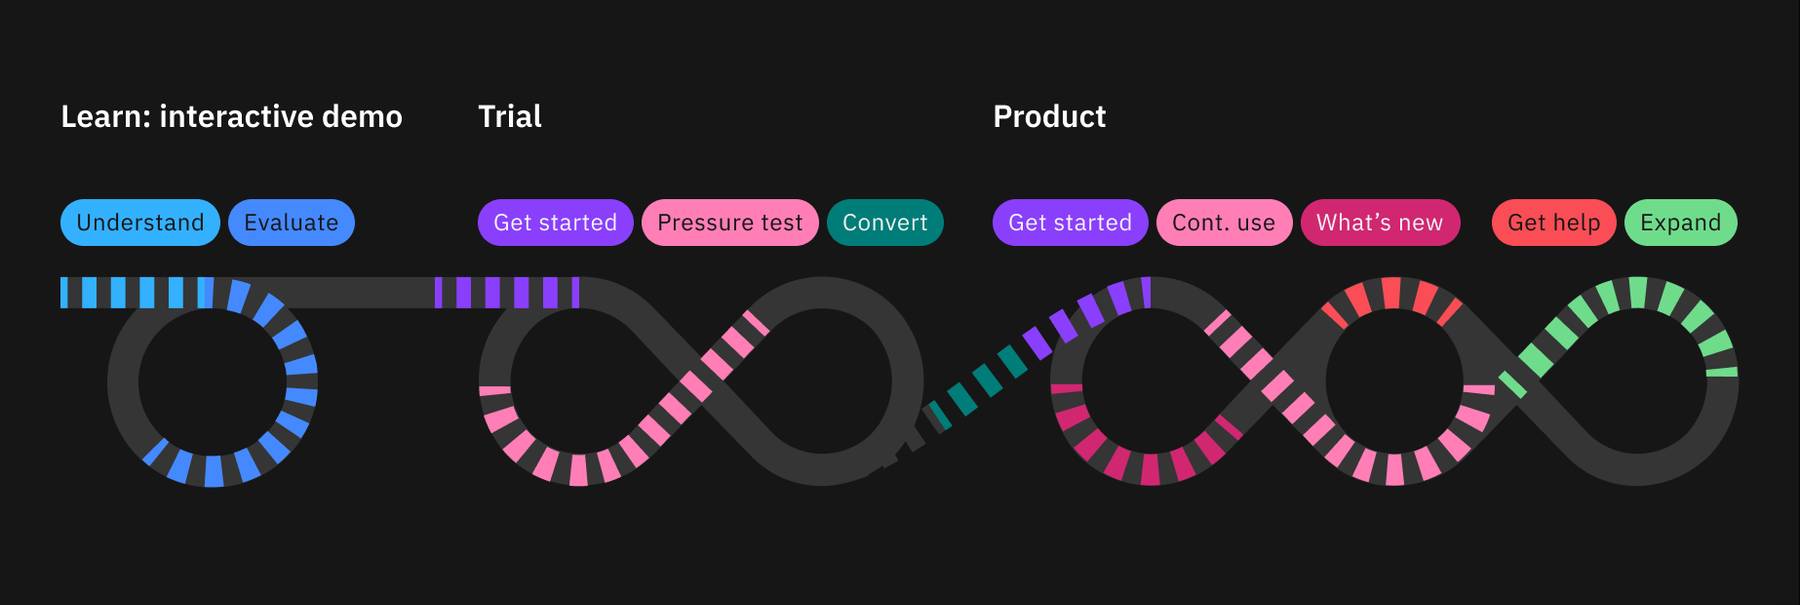 Learn: interactive demo
Trial
Product
Understand
Evaluate
Get started
Pressure test
Convert
Get started
Cont. use
What’s new
Get help
Expand